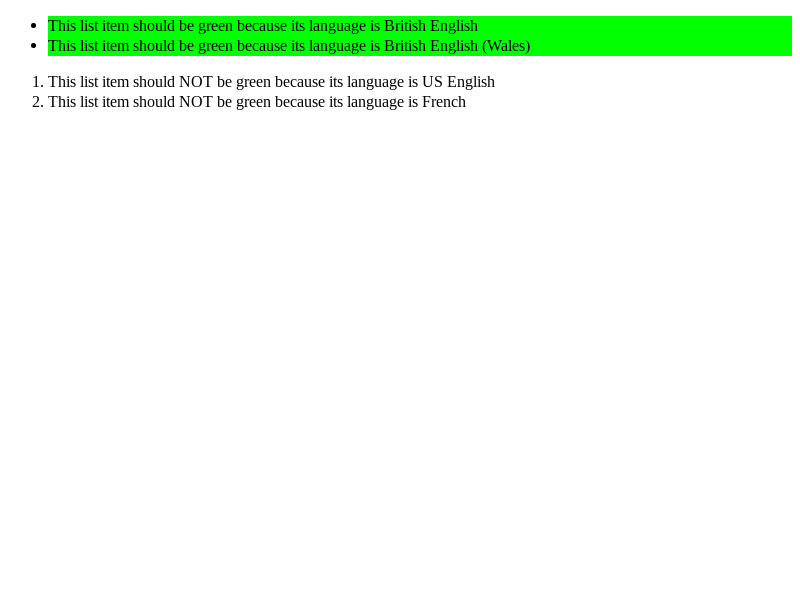 • This list item should be green because its language is British English
• This list item should be green because its language is British English (Wales)
1. This list item should NOT be green because its language is US English
2. This list item should NOT be green because its language is French